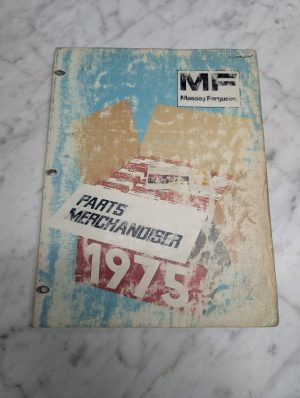 MF
Massey Ferguson
PARTS
MERCHANDISER
1975